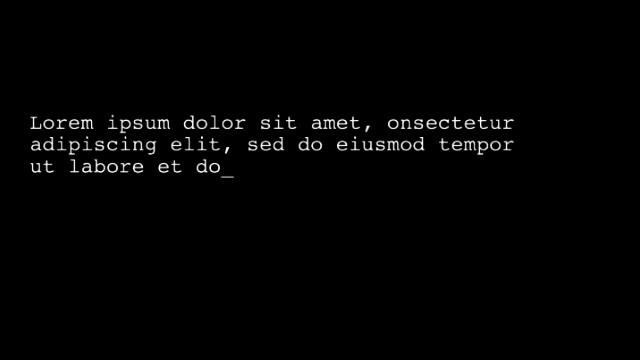 Lorem ipsum dolor sit amet, onsectetur
adipiscing elit, sed do eiusmod tempor
ut labore et do_